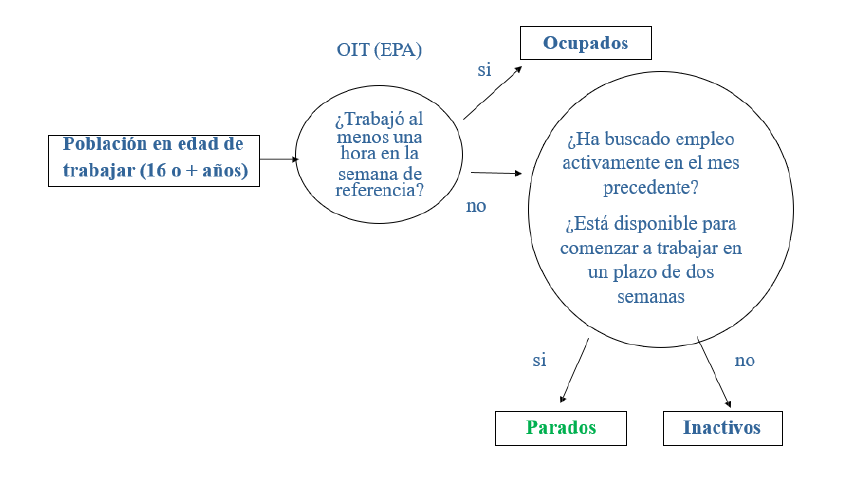 OIT (EPA)
Ocupados
si
¿Trabajó al
menos una
hora en la
semana de
referencia?
Población en edad de
trabajar (16 o + años)
no
¿Ha buscado empleo
activamente en el mes
precedente?
¿Está disponible para
comenzar a trabajar en
un plazo de dos
semanas
si
no
Parados
Inactivos